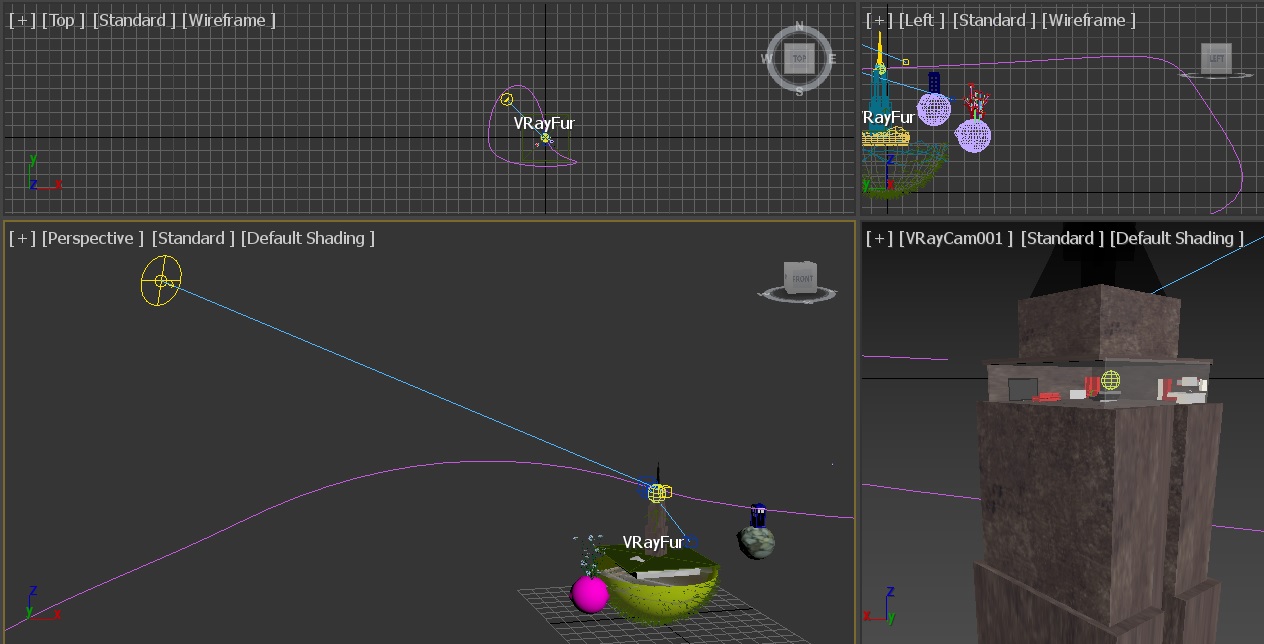 [+] [Top ] [Standard ] [Wireframe ]
N
W TOP E
S
VRayFur
y
z x
[+] [Left ] [Standard ] [Wireframe ]
LEFT
RayFur
z
y x
[+] [Perspective ] [Standard ] [Default Shading ]
FRONT
VRayFur
z
y x
[+] [VRayCam001 ] [Standard ] [Default Shading ]
z
x y